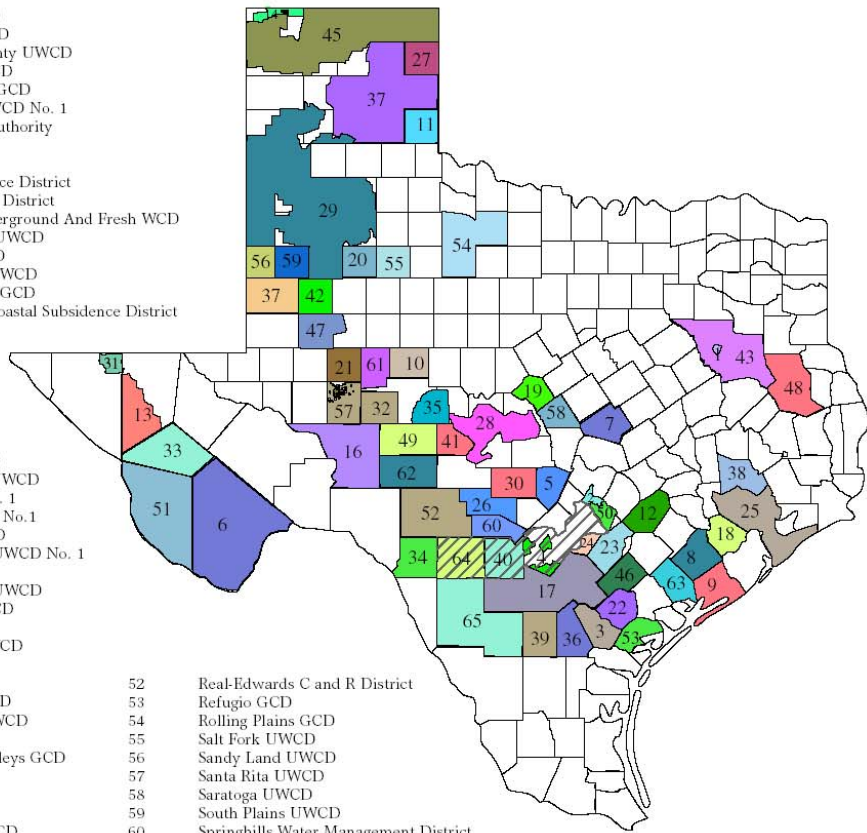 D
nty UWCD
D
GCD
WCD No. 1
uthority
ce District
District
erground And Fresh WCD
UWCD
D
WCD
GCD
oastal Subsidence District
WCD
. 1
No.1
D
UWCD No. 1
UWCD
CD
CD
D
WCD
leys GCD
CD
52 Real-Edwards C and R District
53 Refugio GCD
54 Rolling Plains GCD
55 Salt Fork UWCD
56 Sandy Land UWCD
57 Santa Rita UWCD
58 Saratoga UWCD
59 South Plains UWCD
60 Springhills Water Management District
45
27
37
11
29
54
56 59 20 55
37 42
47
43
31 21 61 10
48
13 57 32 35 19 58
28 7
33 16 49 41
62 38
51 6 30 5
52 26 50 12 25
60 18
34 64 40 24 23 8
17 46 63 9
65 22
39 36 3 53